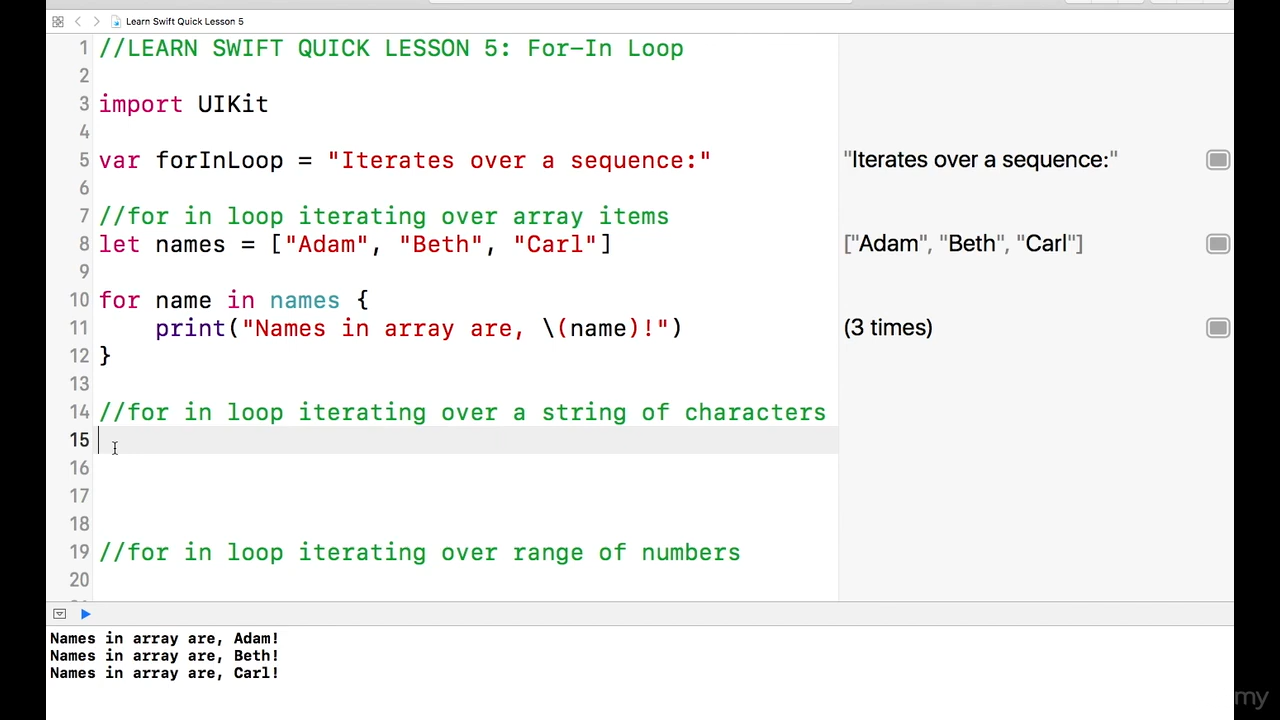 Learn Swift Quick Lesson 5
1 //LEARN SWIFT QUICK LESSON 5: For-In Loop
2
3 import UIKit
4
5 var forInLoop = "Iterates over a sequence:" "Iterates over a sequence:"
6
7 //for in loop iterating over array items
8 let names = ["Adam", "Beth", "Carl"] ["Adam", "Beth", "Carl"]
9
10 for name in names {
11 print("Names in array are, \(name)!") (3 times)
12 }
13
14 //for in loop iterating over a string of characters
15
16
17
18
19 //for in loop iterating over range of numbers
20
Names in array are, Adam!
Names in array are, Beth!
Names in array are, Carl!
my